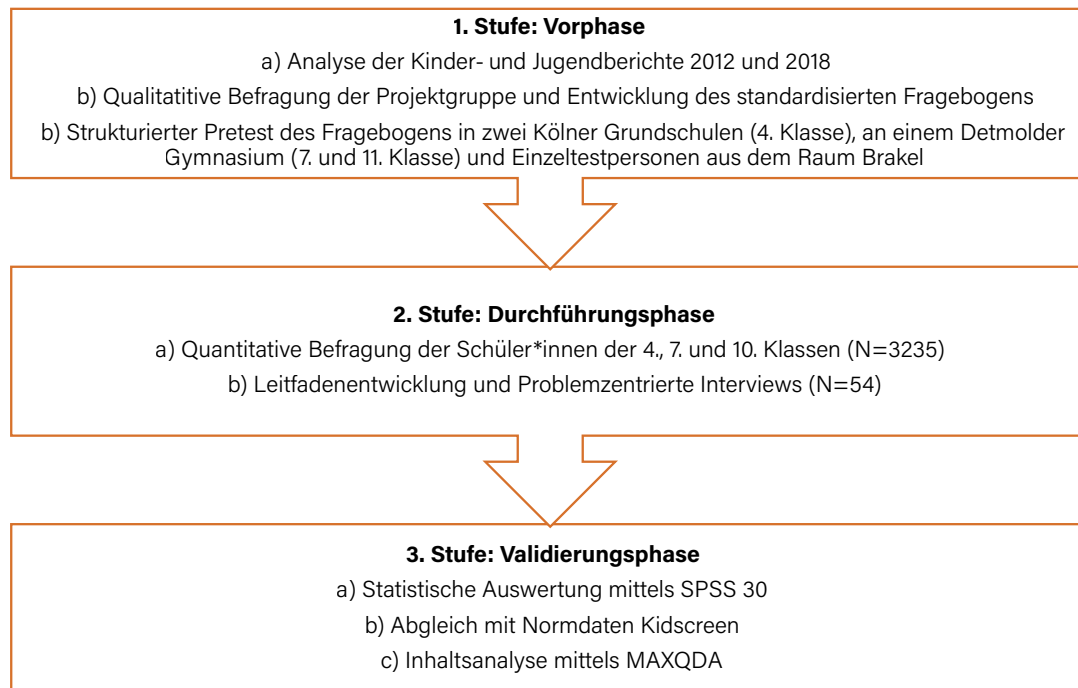 1. Stufe: Vorphase
a) Analyse der Kinder- und Jugendberichte 2012 und 2018
b) Qualitatitive Befragung der Projektgruppe und Entwicklung des standardisierten Fragebogens
b) Strukturierter Pretest des Fragebogens in zwei Kölner Grundschulen (4. Klasse), an einem Detmolder
Gymnasium (7. und 11. Klasse) und Einzeltestpersonen aus dem Raum Brakel
2. Stufe: Durchführungsphase
a) Quantitative Befragung der Schüler*innen der 4., 7. und 10. Klassen (N=3235)
b) Leitfadenentwicklung und Problemzentrierte Interviews (N=54)
3. Stufe: Validierungsphase
a) Statistische Auswertung mittels SPSS 30
b) Abgleich mit Normdaten Kidscreen
c) Inhaltsanalyse mittels MAXQDA